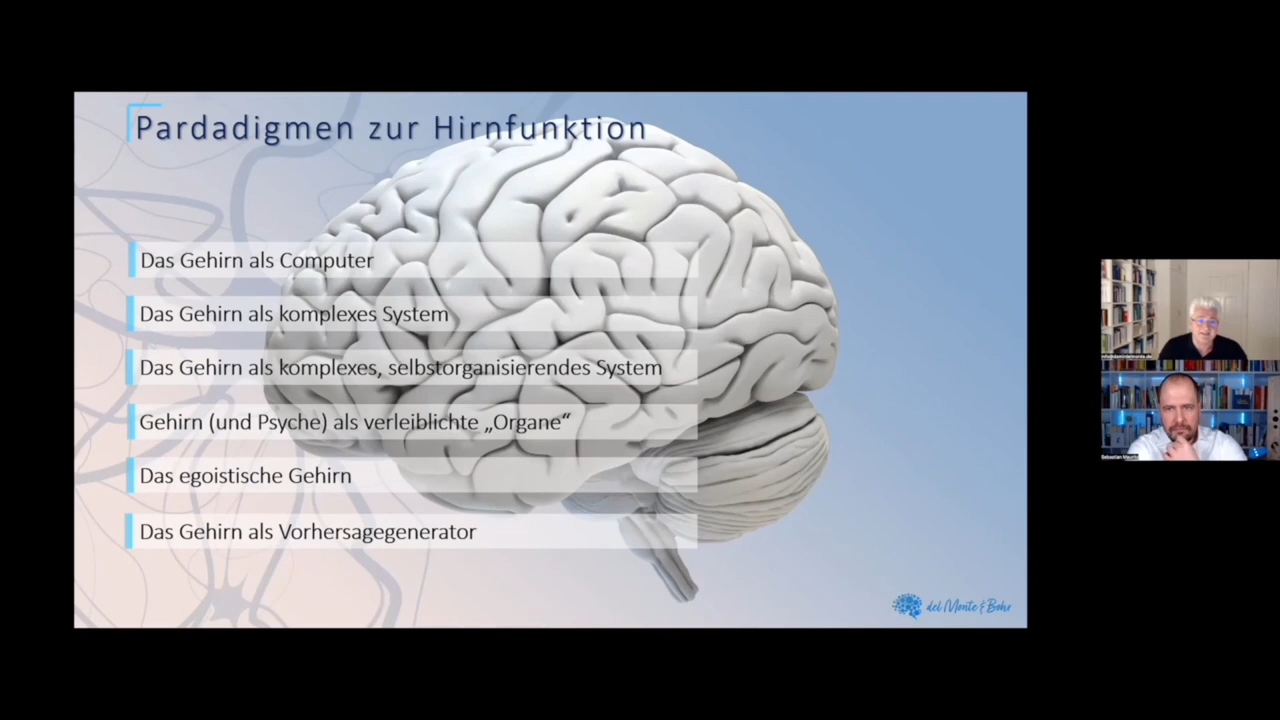 Pardadigmen zur Hirnfunktion
Das Gehirn als Computer
Das Gehirn als komplexes System
Das Gehirn als komplexes, selbstorganisierendes System
Gehirn (und Psyche) als verleiblichte „Organe“
Das egoistische Gehirn
Das Gehirn als Vorhersagegenerator
del Monte & Bohr